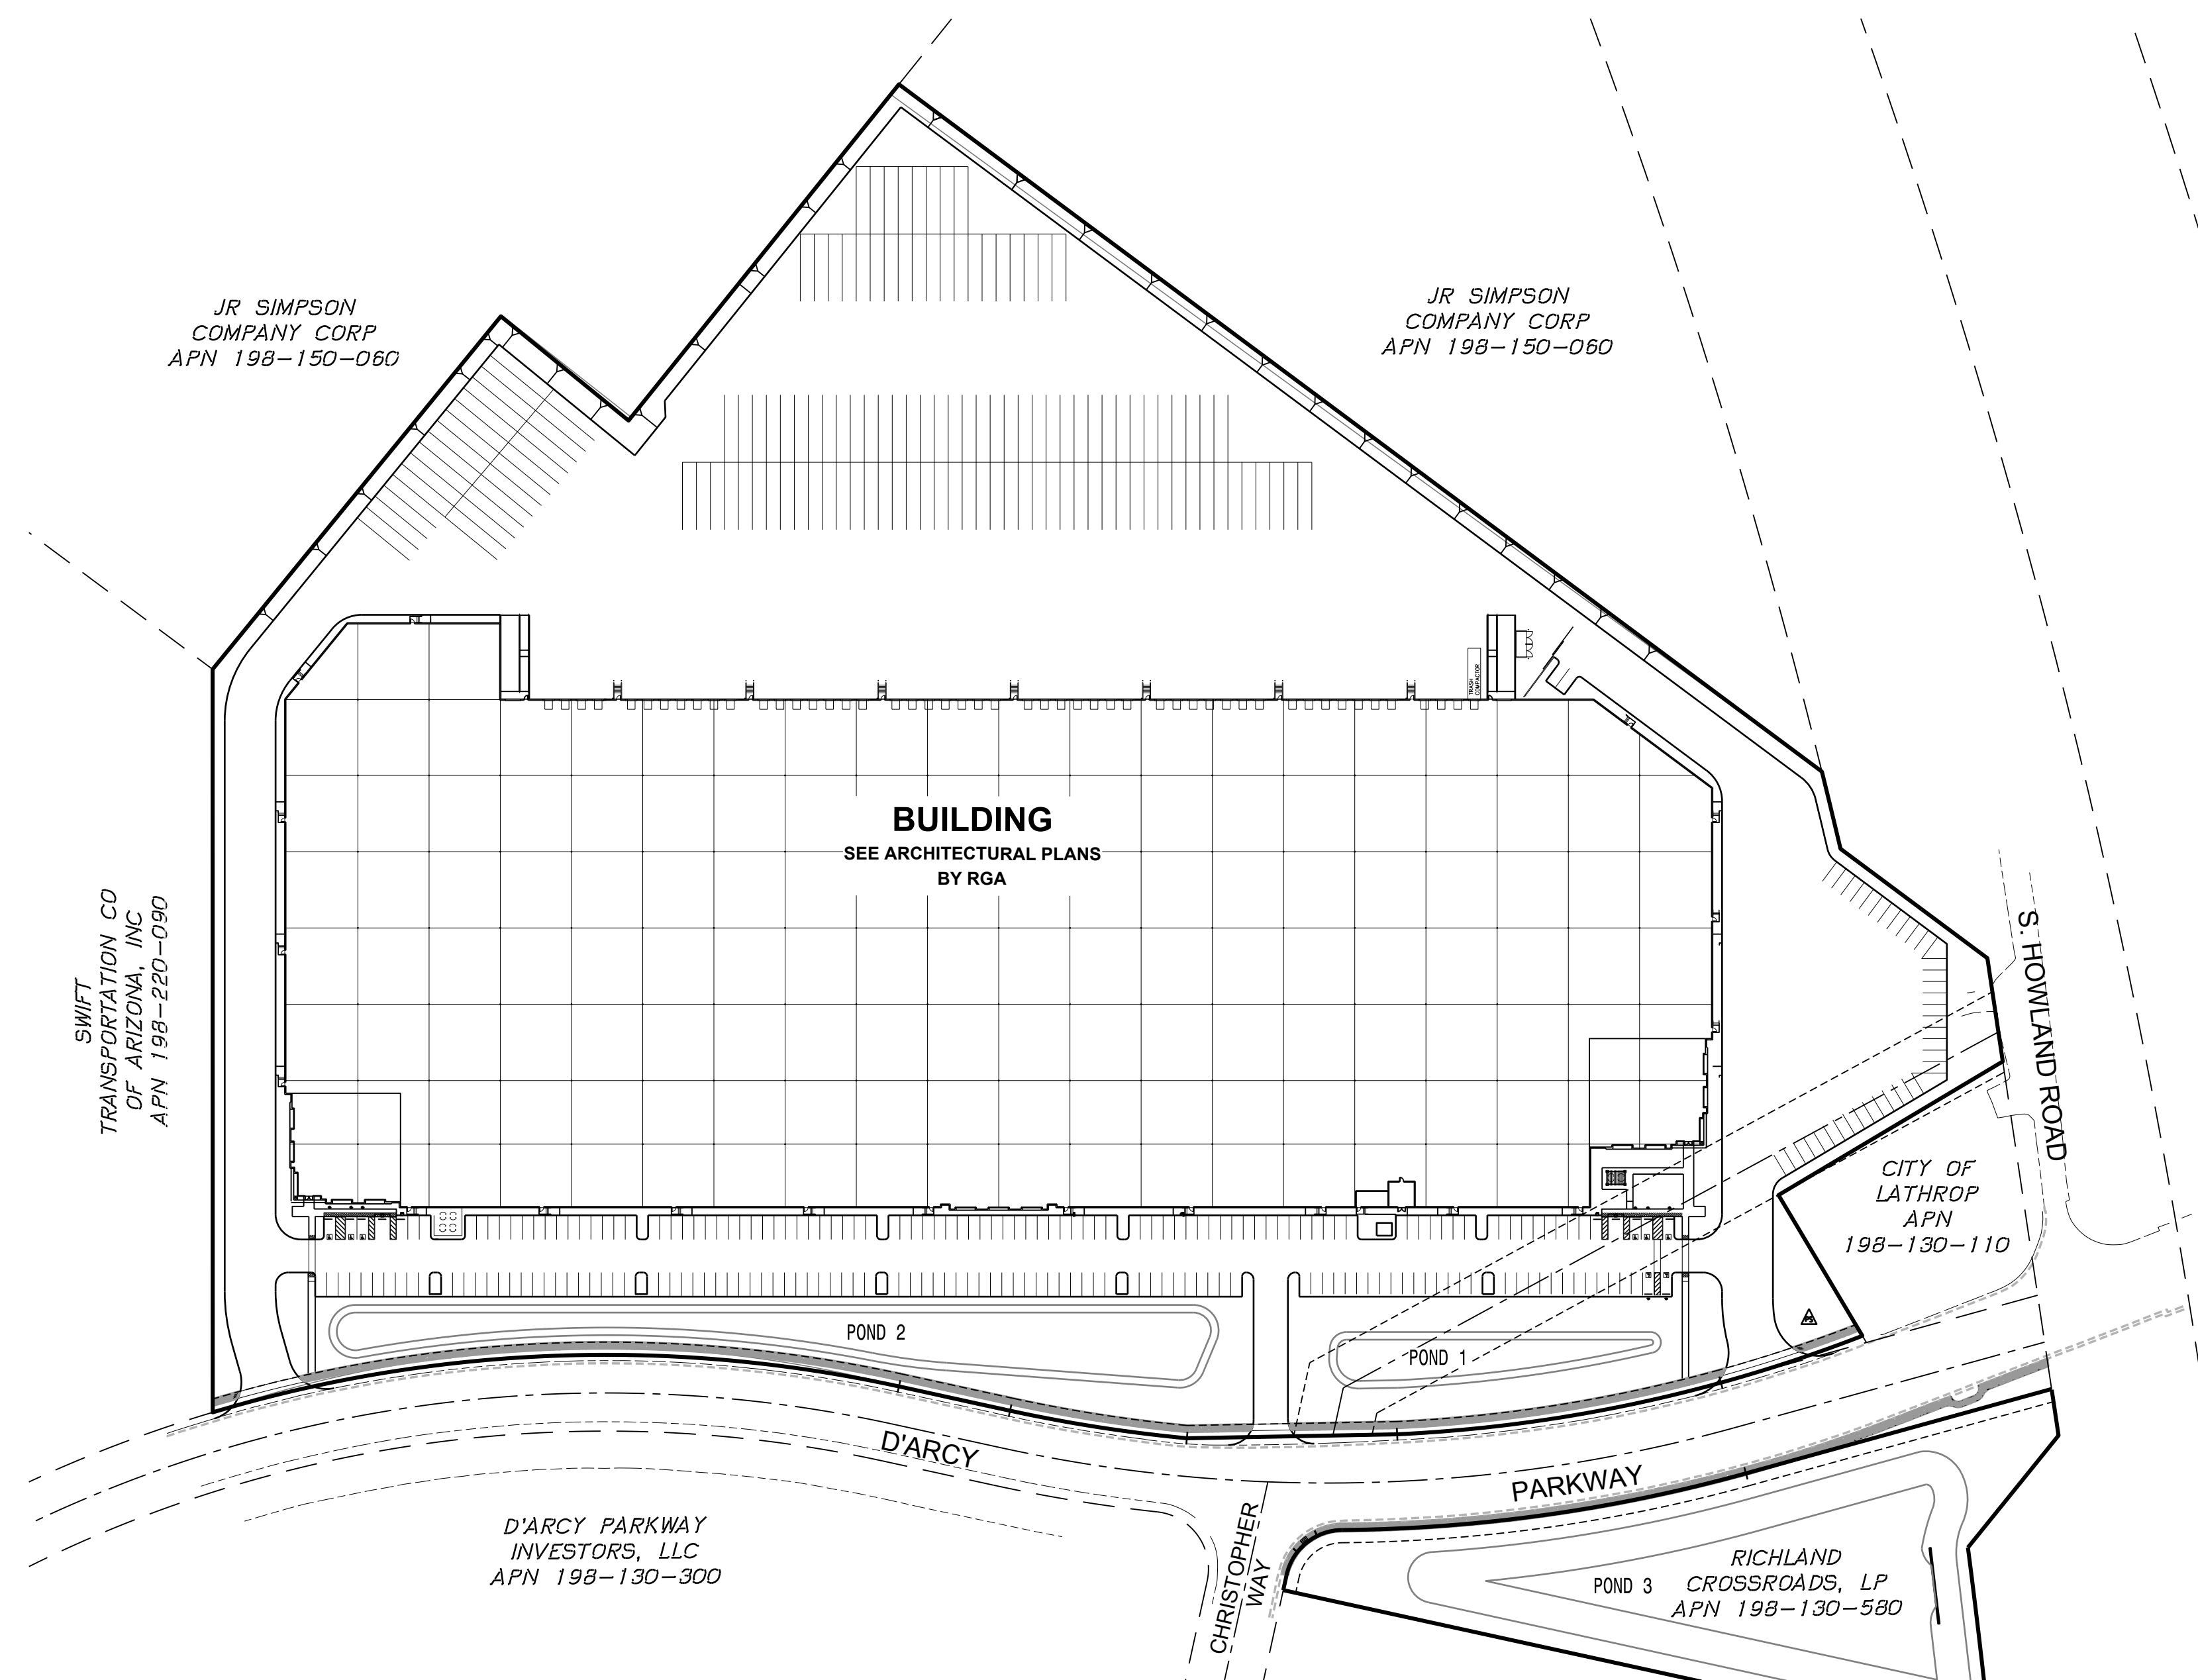 JR SIMPSON
COMPANY CORP
APN 198-150-060
JR SIMPSON
COMPANY CORP
APN 198-150-060
TRASH
COMPACTOR
BUILDING
SEE ARCHITECTURAL PLANS
BY RGA
SWIFT
TRANSPORTATION CO
OF ARIZONA, INC
APN 198-220-090
S. HOWLAND ROAD
CITY OF
LATHROP
APN
198-130-110
POND 2
POND 1
D'ARCY
PARKWAY
CHRISTOPHER
WAY
D'ARCY PARKWAY
INVESTORS, LLC
APN 198-130-300
POND 3
RICHLAND
CROSSROADS, LP
APN 198-130-580